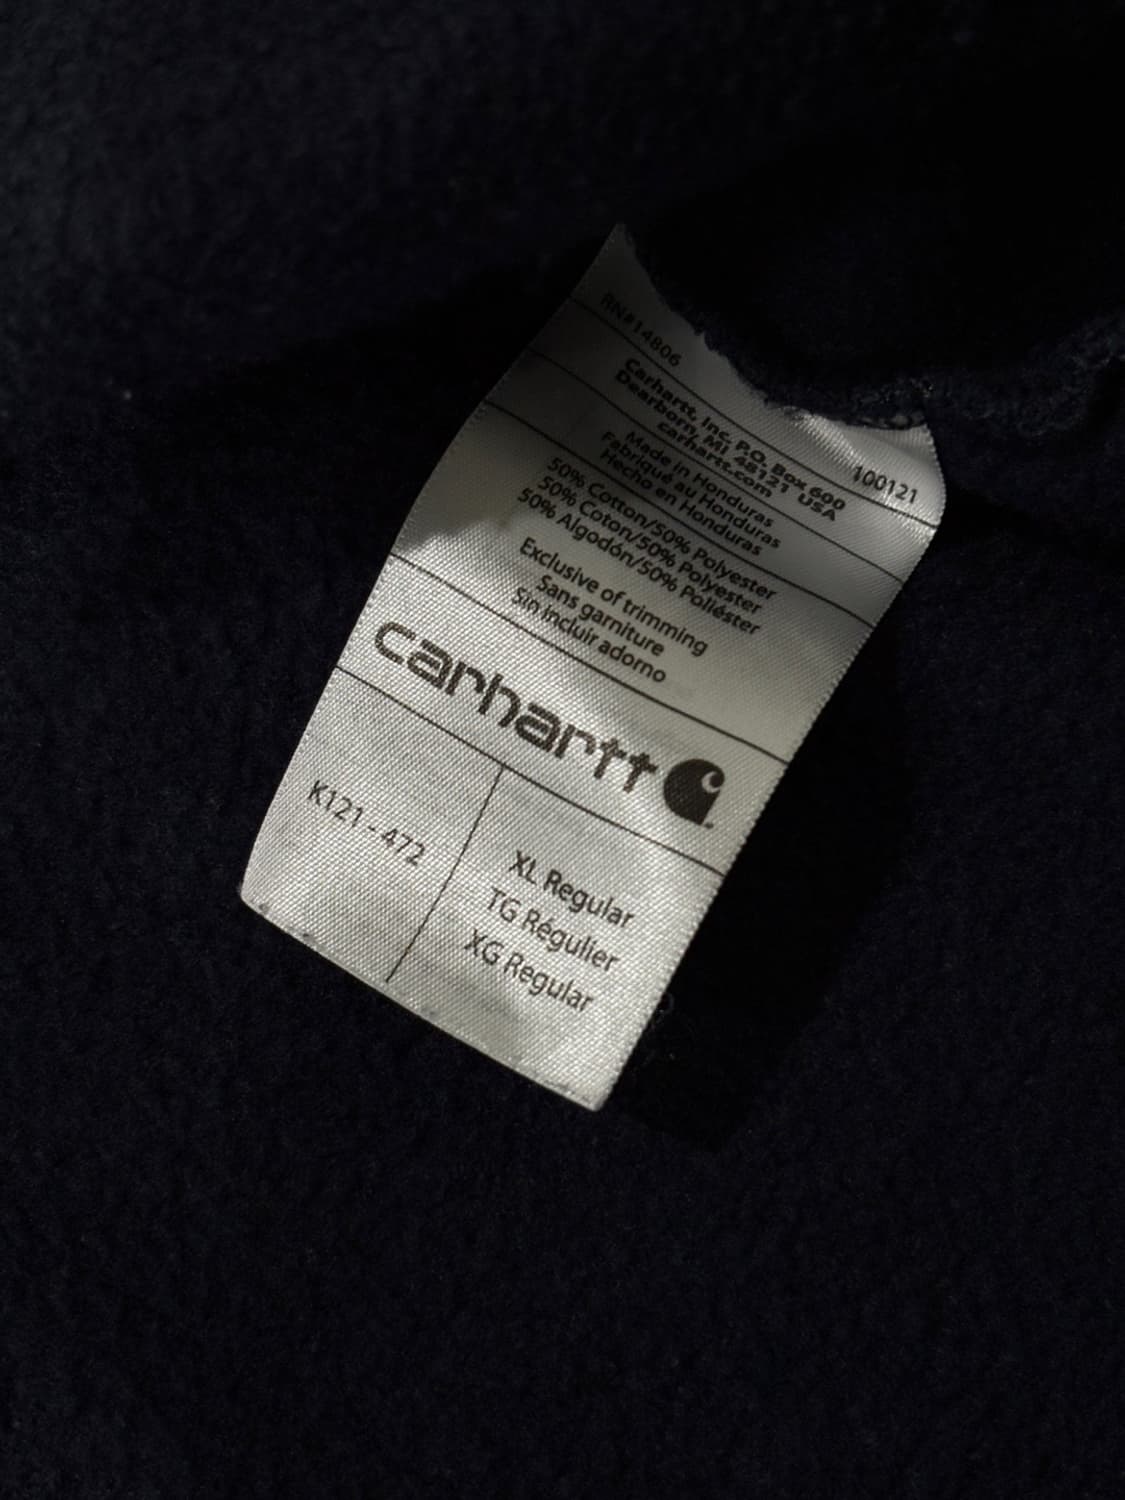 RN#14806
100121
Carhartt, Inc. P.O. Box 600
Dearborn, MI 48121 USA
carhartt.com
Made in Honduras
Fabriqué au Honduras
Hecho en Honduras
50% Cotton/50% Polyester
50% Coton/50% Polyester
50% Algodón/50% Poliéster
Exclusive of trimming
Sans garniture
Sin incluir adorno
carhartt
K121 - 472
XL Regular
TG Régulier
XG Regular